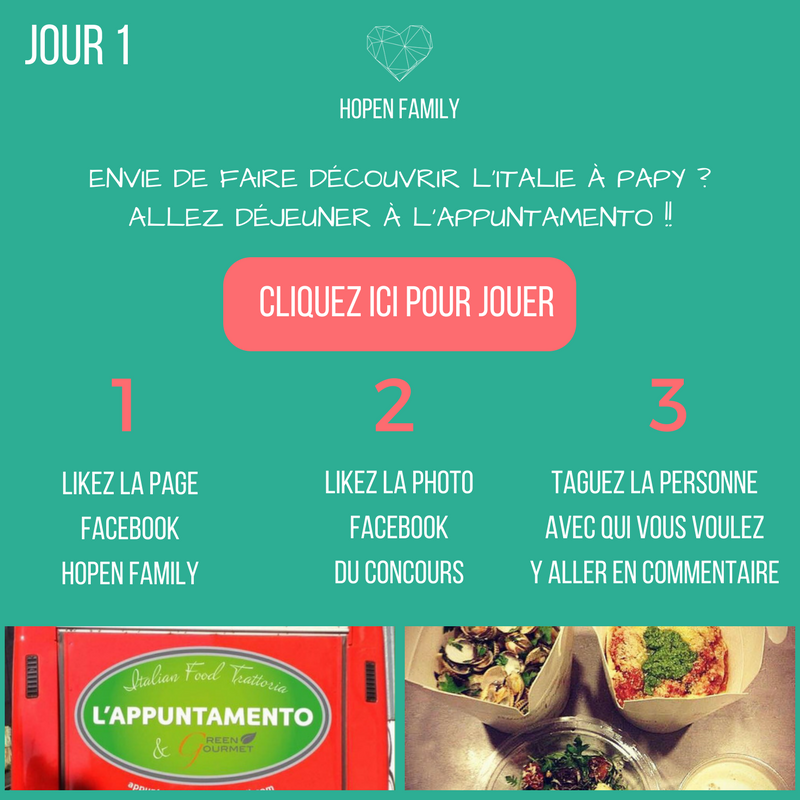 JOUR 1
HOPEN FAMILY
ENVIE DE FAIRE DÉCOUVRIR L'ITALIE À PAPY ?
ALLEZ DÉJEUNER À L'APPUNTAMENTO !!
CLIQUEZ ICI POUR JOUER
1
LIKEZ LA PAGE
FACEBOOK
HOPEN FAMILY
2
LIKEZ LA PHOTO
FACEBOOK
DU CONCOURS
3
TAGUEZ LA PERSONNE
AVEC QUI VOUS VOULEZ
Y ALLER EN COMMENTAIRE
Italian Food Trattoria
L'APPUNTAMENTO
& GREEN
GOURMET